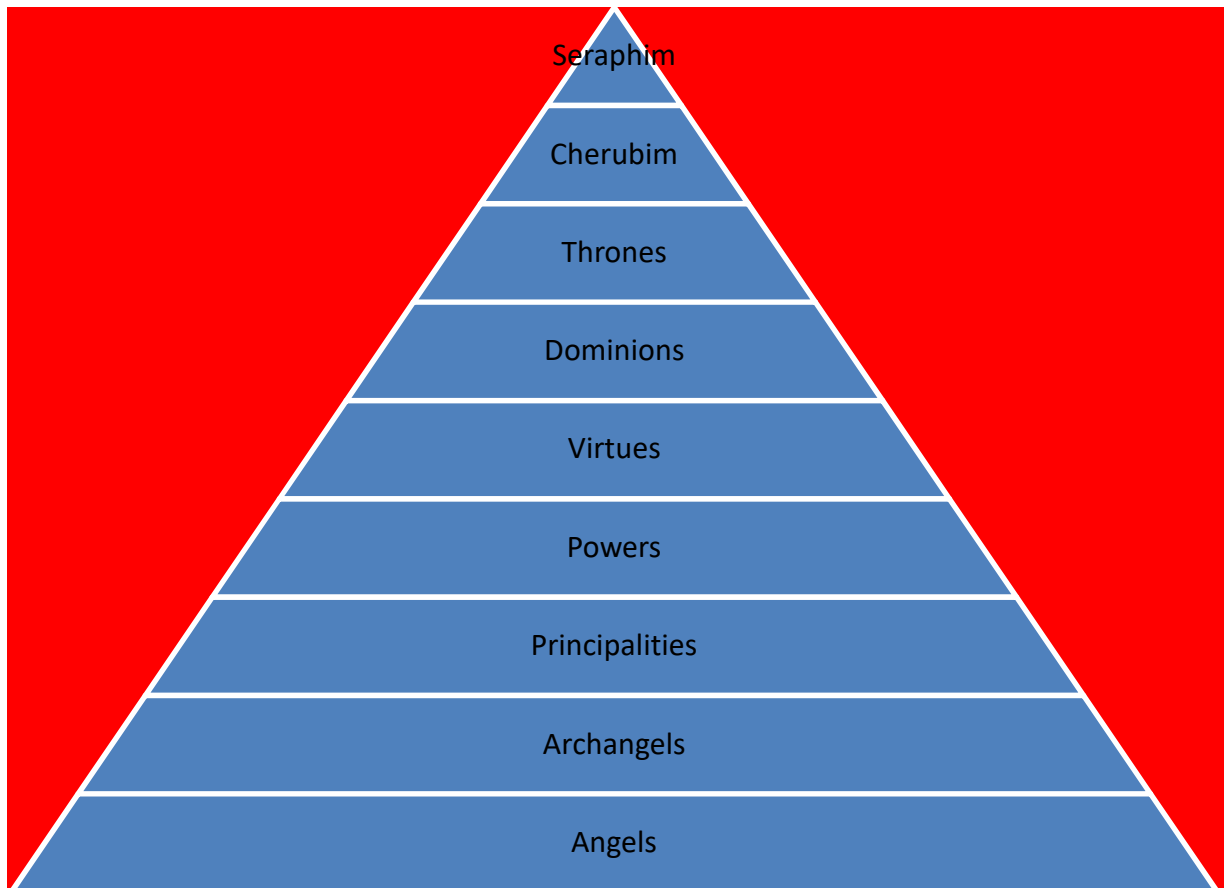 Seraphim
Cherubim
Thrones
Dominions
Virtues
Powers
Principalities
Archangels
Angels